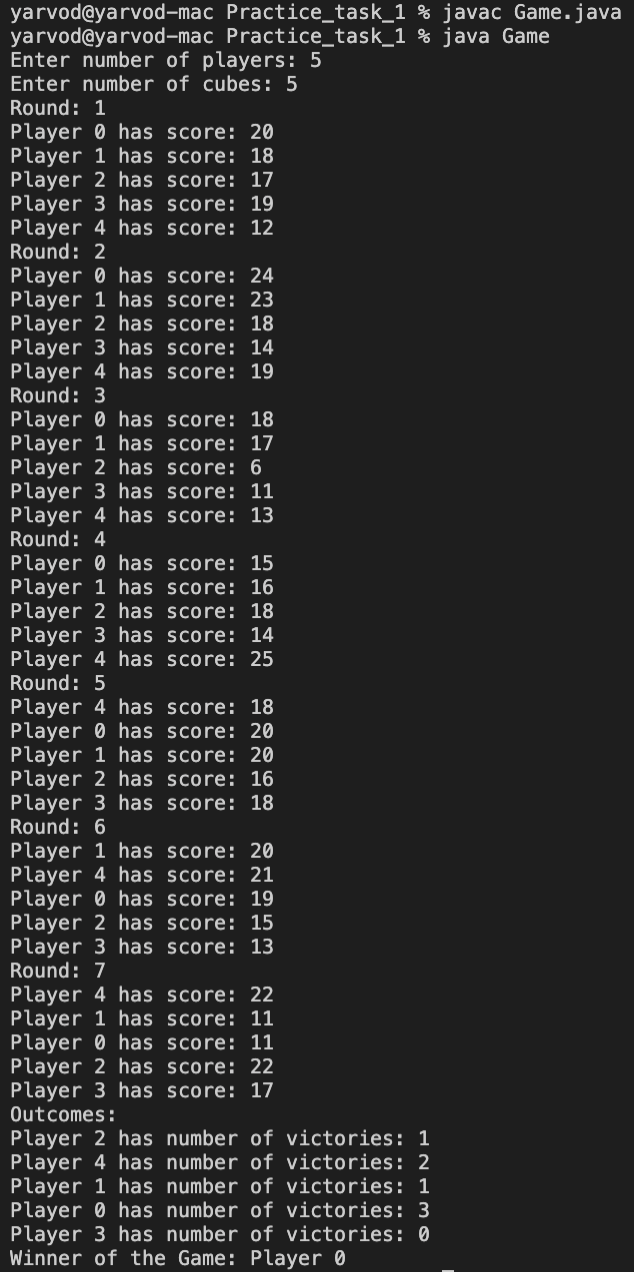 yarvod@yarvod-mac Practice_task_1 % javac Game.java
yarvod@yarvod-mac Practice_task_1 % java Game
Enter number of players: 5
Enter number of cubes: 5
Round: 1
Player 0 has score: 20
Player 1 has score: 18
Player 2 has score: 17
Player 3 has score: 19
Player 4 has score: 12
Round: 2
Player 0 has score: 24
Player 1 has score: 23
Player 2 has score: 18
Player 3 has score: 14
Player 4 has score: 19
Round: 3
Player 0 has score: 18
Player 1 has score: 17
Player 2 has score: 6
Player 3 has score: 11
Player 4 has score: 13
Round: 4
Player 0 has score: 15
Player 1 has score: 16
Player 2 has score: 18
Player 3 has score: 14
Player 4 has score: 25
Round: 5
Player 4 has score: 18
Player 0 has score: 20
Player 1 has score: 20
Player 2 has score: 16
Player 3 has score: 18
Round: 6
Player 1 has score: 20
Player 4 has score: 21
Player 0 has score: 19
Player 2 has score: 15
Player 3 has score: 13
Round: 7
Player 4 has score: 22
Player 1 has score: 11
Player 0 has score: 11
Player 2 has score: 22
Player 3 has score: 17
Outcomes:
Player 2 has number of victories: 1
Player 4 has number of victories: 2
Player 1 has number of victories: 1
Player 0 has number of victories: 3
Player 3 has number of victories: 0
Winner of the Game: Player 0